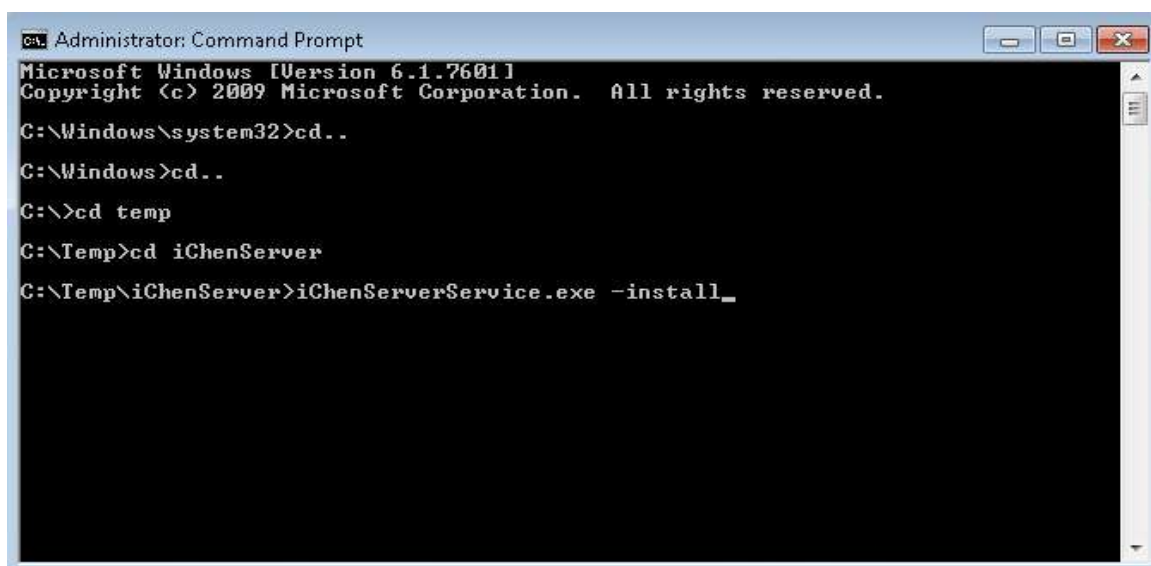 Administrator: Command Prompt
Microsoft Windows [Version 6.1.7601]
Copyright (c) 2009 Microsoft Corporation.  All rights reserved.
C:\Windows\system32>cd..
C:\Windows>cd..
C:\>cd temp
C:\Temp>cd iChenServer
C:\Temp\iChenServer>iChenServerService.exe -install_